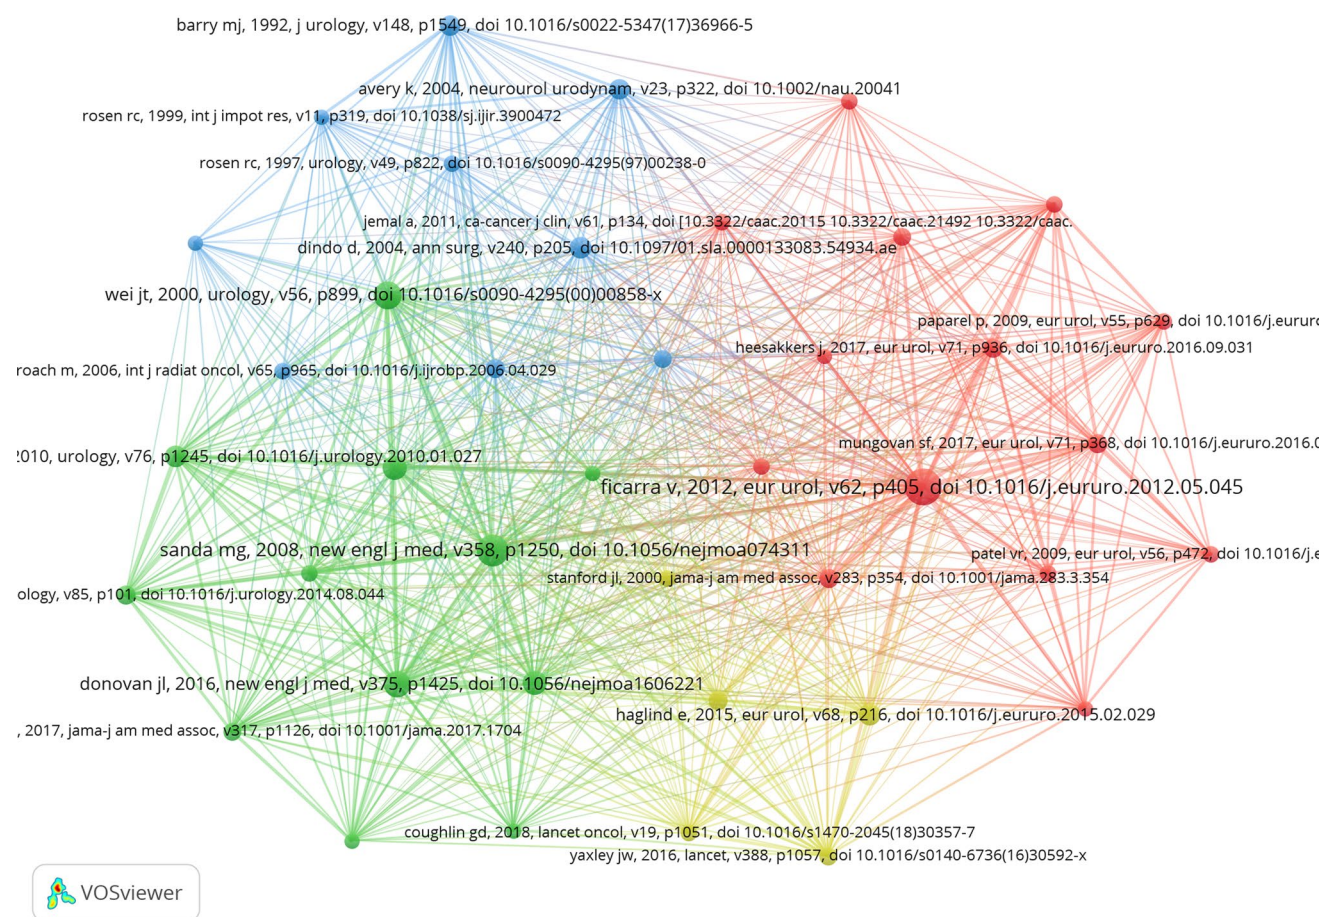 barry mj, 1992, j urology, v148, p1549, doi 10.1016/s0022-5347(17)36966-5
avery k, 2004, neurourol urodynam, v23, p322, doi 10.1002/nau.20041
rosen rc, 1999, int j impot res, v11, p319, doi 10.1038/sj.ijir.3900472
rosen rc, 1997, urology, v49, p822, doi 10.1016/s0090-4295(97)00238-0
jemal a, 2011, ca-cancer j clin, v61, p134, doi [10.3322/caac.20115 10.3322/caac.21492 10.3322/caac.
dindo d, 2004, ann surg, v240, p205, doi 10.1097/01.sla.0000133083.54934.ae
wei jt, 2000, urology, v56, p899, doi 10.1016/s0090-4295(00)00858-x
paparel p, 2009, eur urol, v55, p629, doi 10.1016/j.eururo
heesakkers j, 2017, eur urol, v71, p936, doi 10.1016/j.eururo.2016.09.031
roach m, 2006, int j radiat oncol, v65, p965, doi 10.1016/j.ijrobp.2006.04.029
mungovan sf, 2017, eur urol, v71, p368, doi 10.1016/j.eururo.2016.0
2010, urology, v76, p1245, doi 10.1016/j.urology.2010.01.027
ficarra v, 2012, eur urol, v62, p405, doi 10.1016/j.eururo.2012.05.045
sanda mg, 2008, new engl j med, v358, p1250, doi 10.1056/nejmoa074311
patel vr, 2009, eur urol, v56, p472, doi 10.1016/j.e
stanford jl, 2000, jama-j am med assoc, v283, p354, doi 10.1001/jama.283.3.354
ology, v85, p101, doi 10.1016/j.urology.2014.08.044
donovan jl, 2016, new engl j med, v375, p1425, doi 10.1056/nejmoa1606221
haglind e, 2015, eur urol, v68, p216, doi 10.1016/j.eururo.2015.02.029
, 2017, jama-j am med assoc, v317, p1126, doi 10.1001/jama.2017.1704
coughlin gd, 2018, lancet oncol, v19, p1051, doi 10.1016/s1470-2045(18)30357-7
yaxley jw, 2016, lancet, v388, p1057, doi 10.1016/s0140-6736(16)30592-x
VOSviewer